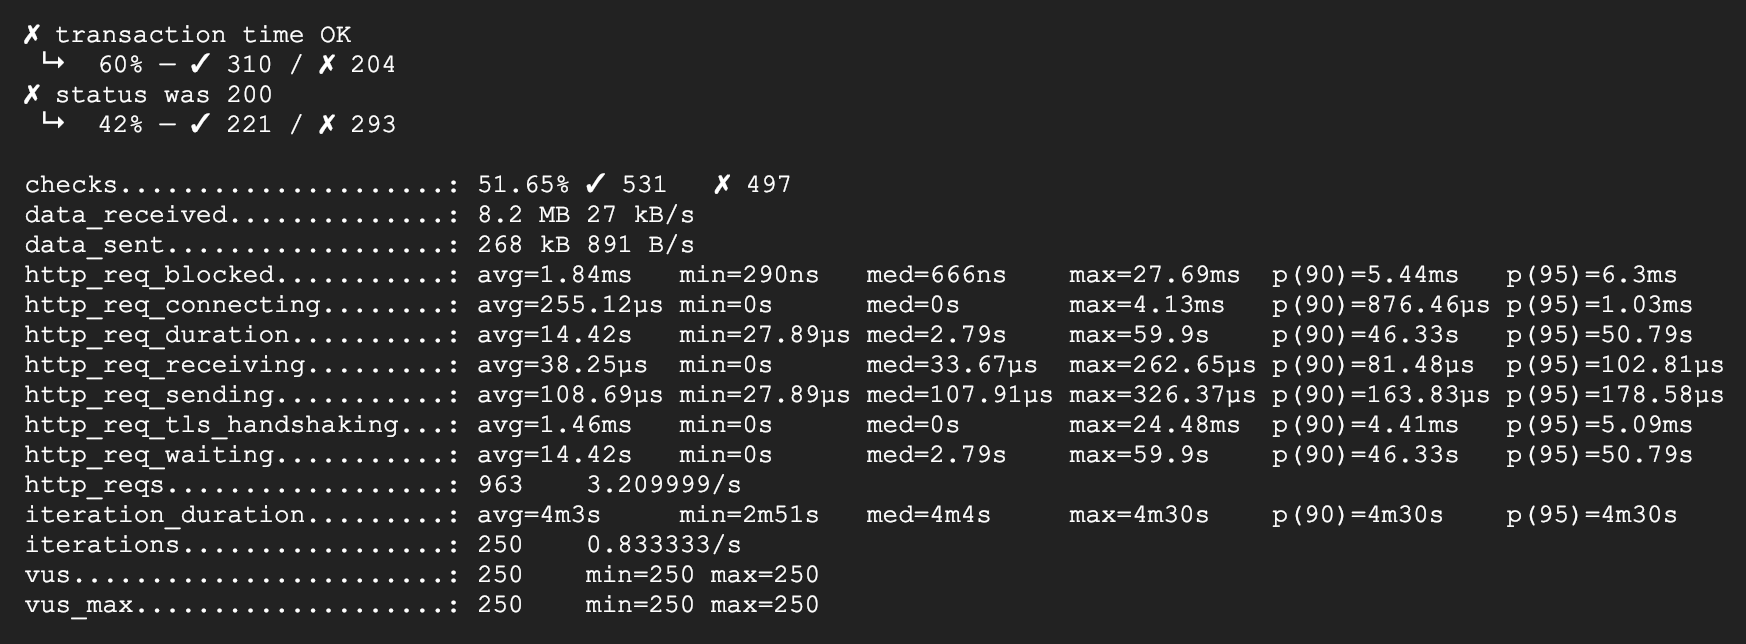 ✗ transaction time OK
 ↳  60% — ✓ 310 / ✗ 204
✗ status was 200
 ↳  42% — ✓ 221 / ✗ 293

checks.....................: 51.65% ✓ 531   ✗ 497
data_received..............: 8.2 MB 27 kB/s
data_sent..................: 268 kB 891 B/s
http_req_blocked...........: avg=1.84ms   min=290ns   med=666ns    max=27.69ms  p(90)=5.44ms   p(95)=6.3ms
http_req_connecting........: avg=255.12µs min=0s      med=0s       max=4.13ms   p(90)=876.46µs p(95)=1.03ms
http_req_duration..........: avg=14.42s   min=27.89µs med=2.79s    max=59.9s    p(90)=46.33s   p(95)=50.79s
http_req_receiving.........: avg=38.25µs  min=0s      med=33.67µs  max=262.65µs p(90)=81.48µs  p(95)=102.81µs
http_req_sending...........: avg=108.69µs min=27.89µs med=107.91µs max=326.37µs p(90)=163.83µs p(95)=178.58µs
http_req_tls_handshaking...: avg=1.46ms   min=0s      med=0s       max=24.48ms  p(90)=4.41ms   p(95)=5.09ms
http_req_waiting...........: avg=14.42s   min=0s      med=2.79s    max=59.9s    p(90)=46.33s   p(95)=50.79s
http_reqs..................: 963    3.209999/s
iteration_duration.........: avg=4m3s     min=2m51s   med=4m4s     max=4m30s    p(90)=4m30s    p(95)=4m30s
iterations.................: 250    0.833333/s
vus........................: 250    min=250 max=250
vus_max....................: 250    min=250 max=250